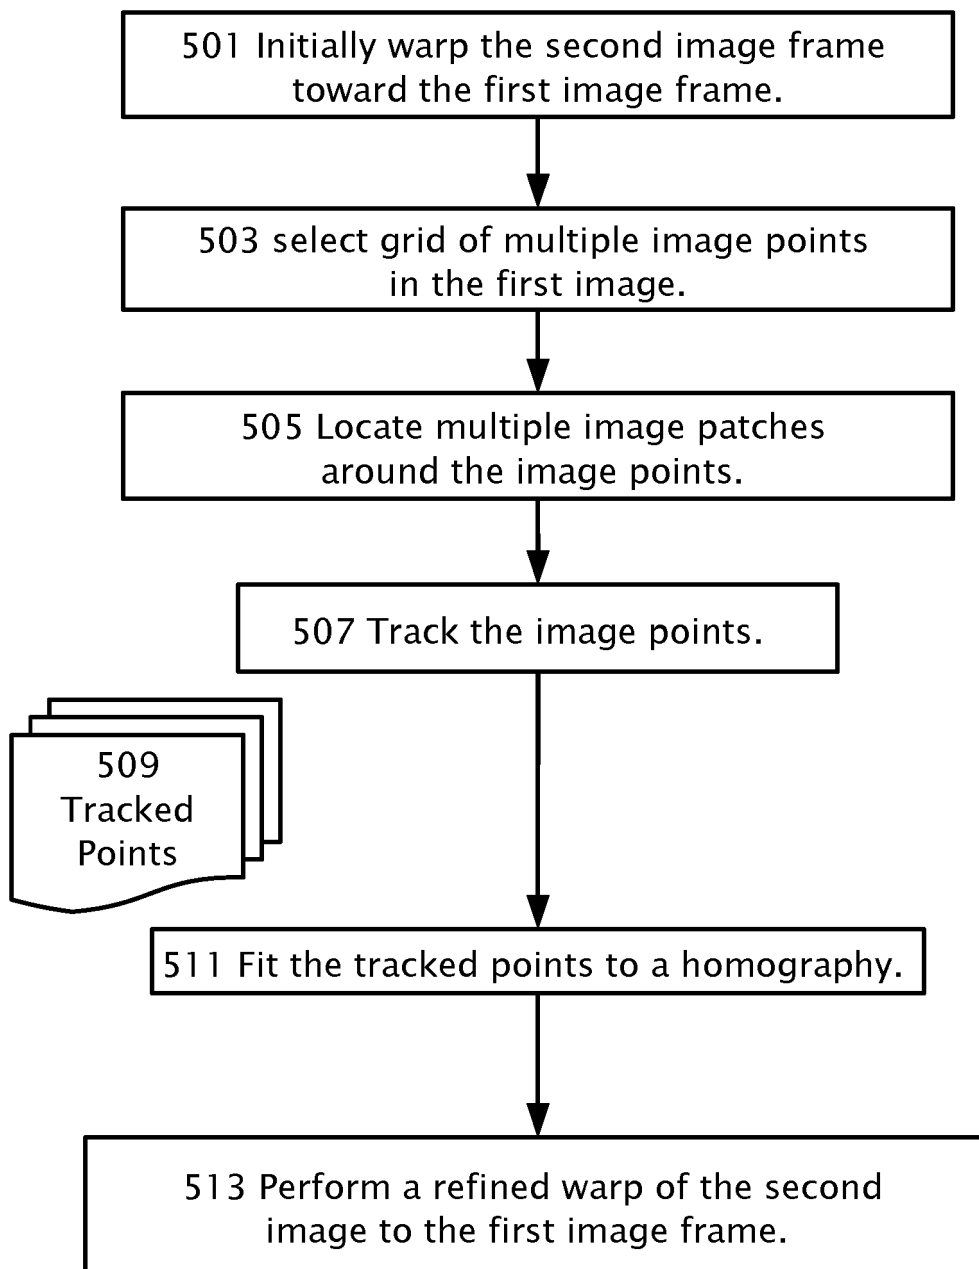 501 Initially warp the second image frame
toward the first image frame.
503 select grid of multiple image points
in the first image.
505 Locate multiple image patches
around the image points.
507 Track the image points.
509
Tracked
Points
511 Fit the tracked points to a homography.
513 Perform a refined warp of the second
image to the first image frame.